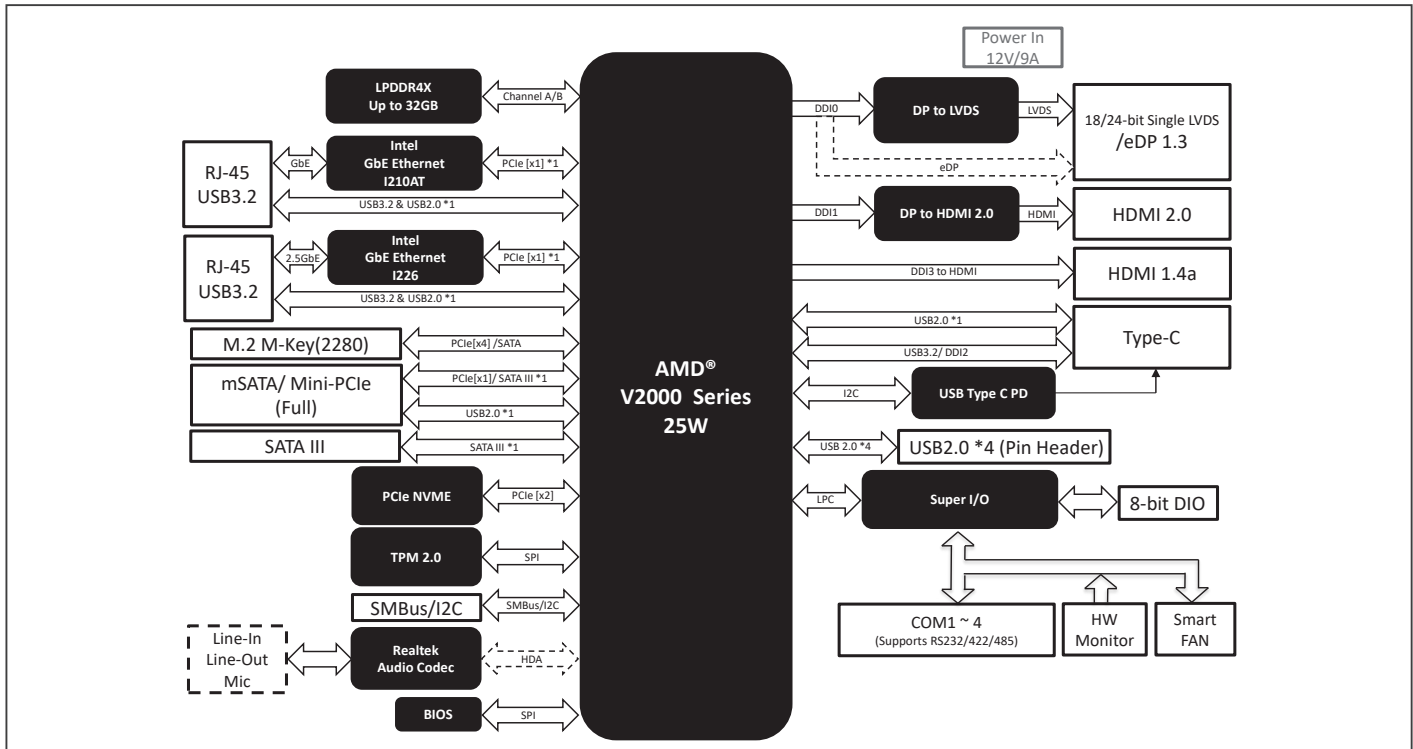 Power In
12V/9A
LPDDR4X
Up to 32GB
Channel A/B
RJ-45
USB3.2
GbE
Intel
GbE Ethernet
I210AT
PCIe [x1] *1
USB3.2 & USB2.0 *1
RJ-45
USB3.2
2.5GbE
Intel
GbE Ethernet
I226
PCIe [x1] *1
USB3.2 & USB2.0 *1
M.2 M-Key(2280)
PCIe[x4] /SATA
mSATA/ Mini-PCIe
(Full)
PCIe[x1]/ SATA III *1
USB2.0 *1
SATA III
SATA III *1
PCIe NVME
PCIe [x2]
TPM 2.0
SPI
SMBus/I2C
SMBus/I2C
Line-In
Line-Out
Mic
Realtek
Audio Codec
HDA
BIOS
SPI
AMD®
V2000 Series
25W
DDI0
DP to LVDS
LVDS
18/24-bit Single LVDS
/eDP 1.3
eDP
DDI1
DP to HDMI 2.0
HDMI
HDMI 2.0
DDI3 to HDMI
HDMI 1.4a
USB2.0 *1
USB3.2/ DDI2
Type-C
I2C
USB Type C PD
USB 2.0 *4
USB2.0 *4 (Pin Header)
LPC
Super I/O
8-bit DIO
COM1 ~ 4
(Supports RS232/422/485)
HW
Monitor
Smart
FAN